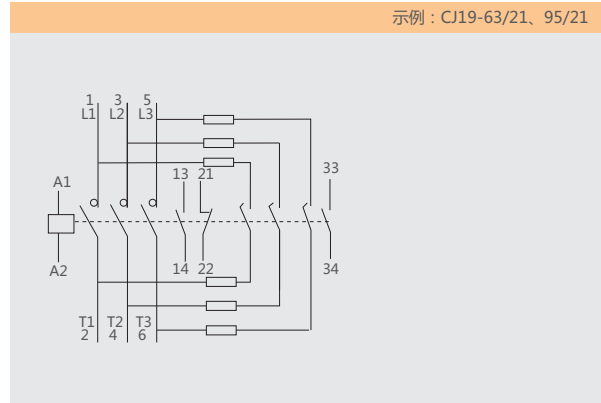 示例：CJ19-63/21、95/21
1 3 5
L1 L2 L3
13 21 33
A1
A2
14 22 34
T1 T2 T3
2 4 6